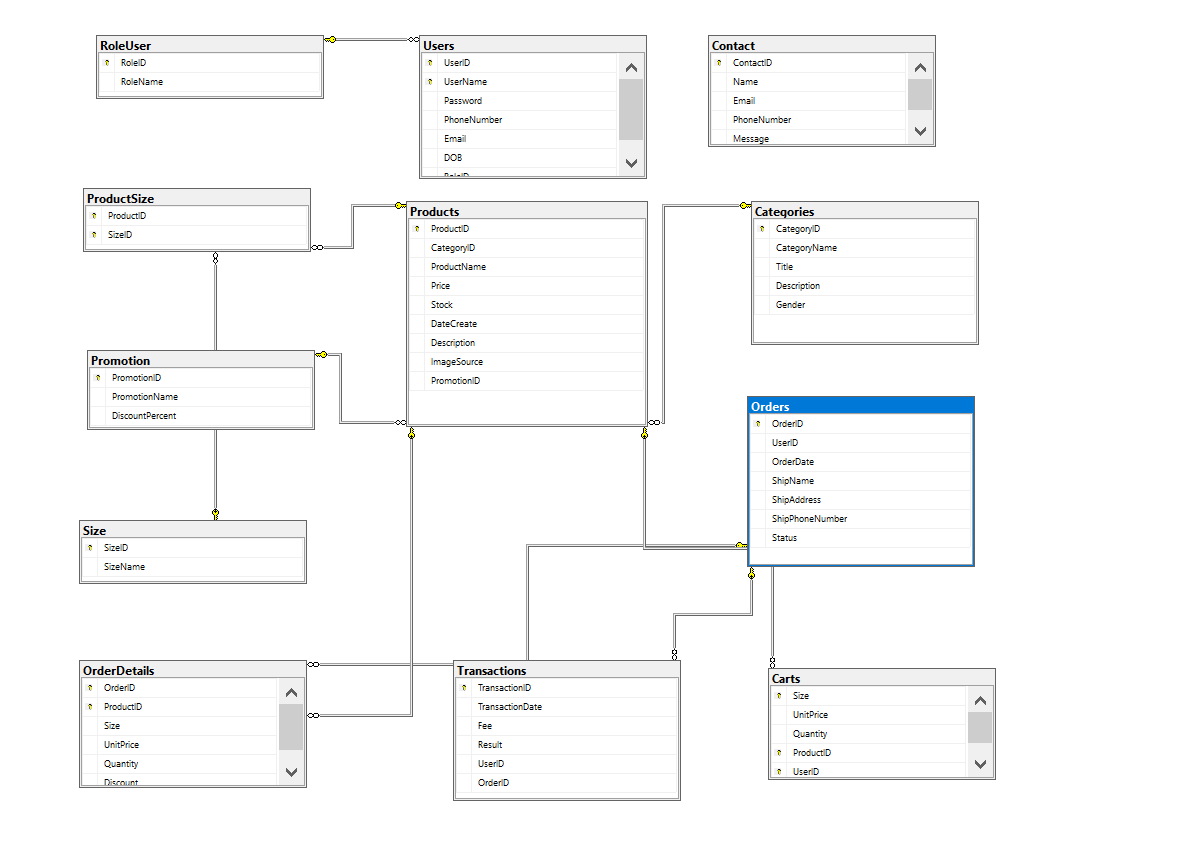 RoleUser
RoleID
RoleName
Users
UserID
UserName
Password
PhoneNumber
Email
DOB
RoleID
Contact
ContactID
Name
Email
PhoneNumber
Message
ProductSize
ProductID
SizeID
Products
ProductID
CategoryID
ProductName
Price
Stock
DateCreate
Description
ImageSource
PromotionID
Categories
CategoryID
CategoryName
Title
Description
Gender
Promotion
PromotionID
PromotionName
DiscountPercent
Orders
OrderID
UserID
OrderDate
ShipName
ShipAddress
ShipPhoneNumber
Status
Size
SizeID
SizeName
OrderDetails
OrderID
ProductID
Size
UnitPrice
Quantity
Discount
Transactions
TransactionID
TransactionDate
Fee
Result
UserID
OrderID
Carts
Size
UnitPrice
Quantity
ProductID
UserID